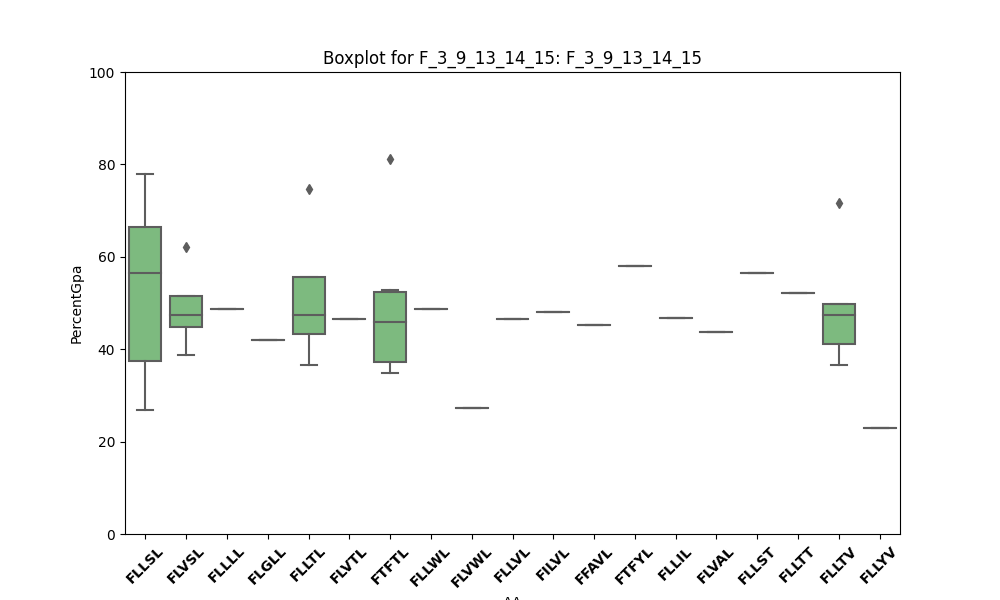 Boxplot for F_3_9_13_14_15: F_3_9_13_14_15
100
80
60
40
20
0
PercentGpa
FLLSL
FLVSL
FLLLL
FLGLL
FLLTL
FLVTL
FTFTL
FLLWL
FLVWL
FLLVL
FILVL
FFAVL
FTFYL
FLLIL
FLVAL
FLLST
FLLTT
FLLTV
FLLYV